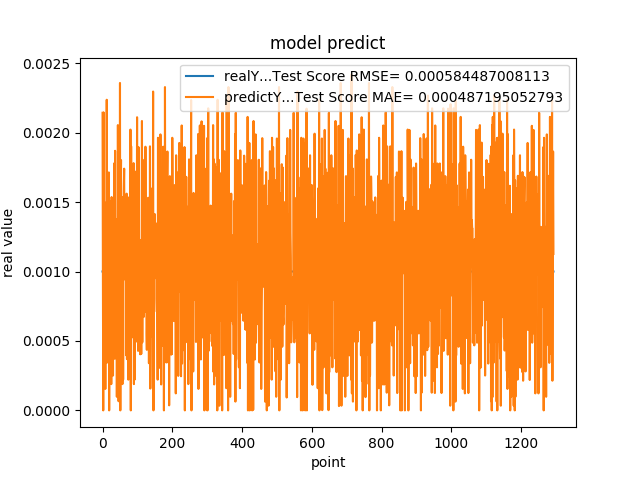 model predict
realY...Test Score RMSE= 0.000584487008113
predictY...Test Score MAE= 0.000487195052793
0.0025
0.0020
0.0015
0.0010
0.0005
0.0000
real value
0 200 400 600 800 1000 1200
point